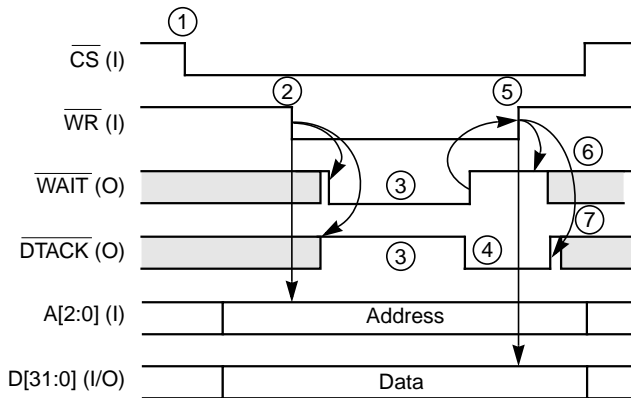 ①
CS (I)
② ⑤
WR (I)
⑥
WAIT (O) ③
⑦
DTACK (O) ③ ④
A[2:0] (I) Address
D[31:0] (I/O) Data